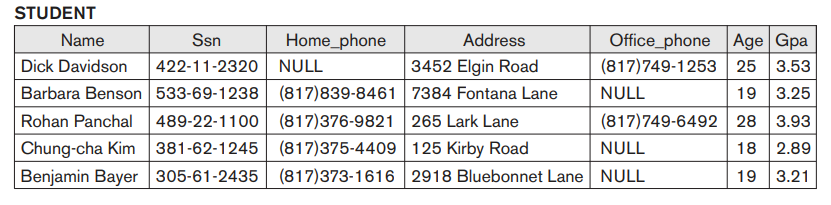 STUDENT
Name Ssn Home_phone Address Office_phone Age Gpa
Dick Davidson 422-11-2320 NULL 3452 Elgin Road (817)749-1253 25 3.53
Barbara Benson 533-69-1238 (817)839-8461 7384 Fontana Lane NULL 19 3.25
Rohan Panchal 489-22-1100 (817)376-9821 265 Lark Lane (817)749-6492 28 3.93
Chung-cha Kim 381-62-1245 (817)375-4409 125 Kirby Road NULL 18 2.89
Benjamin Bayer 305-61-2435 (817)373-1616 2918 Bluebonnet Lane NULL 19 3.21